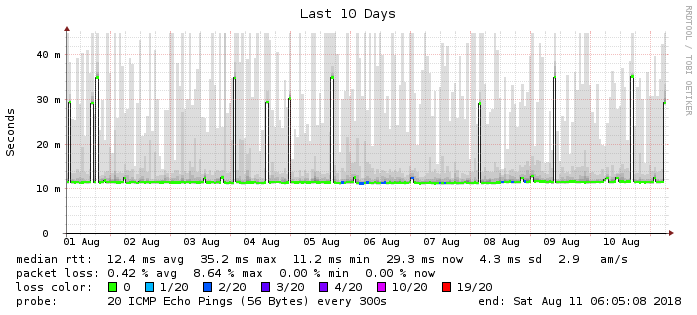 Last 10 Days
RRDTOOL / TOBI OETIKER
Seconds
40 m
30 m
20 m
10 m
0
01 Aug 02 Aug 03 Aug 04 Aug 05 Aug 06 Aug 07 Aug 08 Aug 09 Aug 10 Aug
median rtt: 12.4 ms avg 35.2 ms max 11.2 ms min 29.3 ms now 4.3 ms sd 2.9 am/s
packet loss: 0.42 % avg 8.64 % max 0.00 % min 0.00 % now
loss color: 0 1/20 2/20 3/20 4/20 10/20 19/20
probe: 20 ICMP Echo Pings (56 Bytes) every 300s end: Sat Aug 11 06:05:08 2018